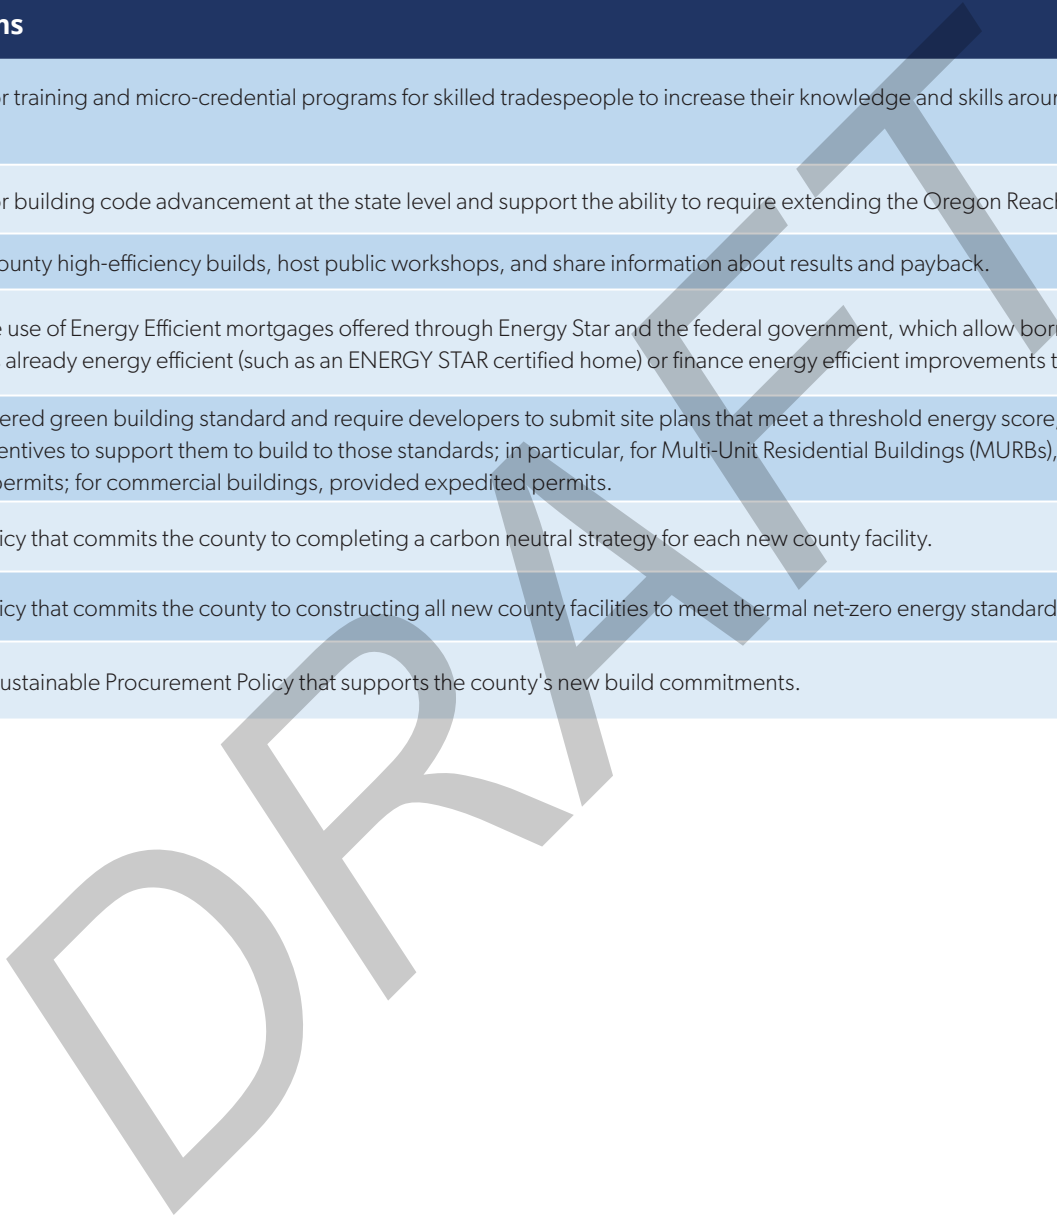 ns
r training and micro-credential programs for skilled tradespeople to increase their knowledge and skills aroun
r building code advancement at the state level and support the ability to require extending the Oregon Reach
ounty high-efficiency builds, host public workshops, and share information about results and payback.
e use of Energy Efficient mortgages offered through Energy Star and the federal government, which allow borr
s already energy efficient (such as an ENERGY STAR certified home) or finance energy efficient improvements t
ered green building standard and require developers to submit site plans that meet a threshold energy score,
entives to support them to build to those standards; in particular, for Multi-Unit Residential Buildings (MURBs),
permits; for commercial buildings, provided expedited permits.
icy that commits the county to completing a carbon neutral strategy for each new county facility.
icy that commits the county to constructing all new county facilities to meet thermal net-zero energy standard
ustainable Procurement Policy that supports the county's new build commitments.
DRAFT